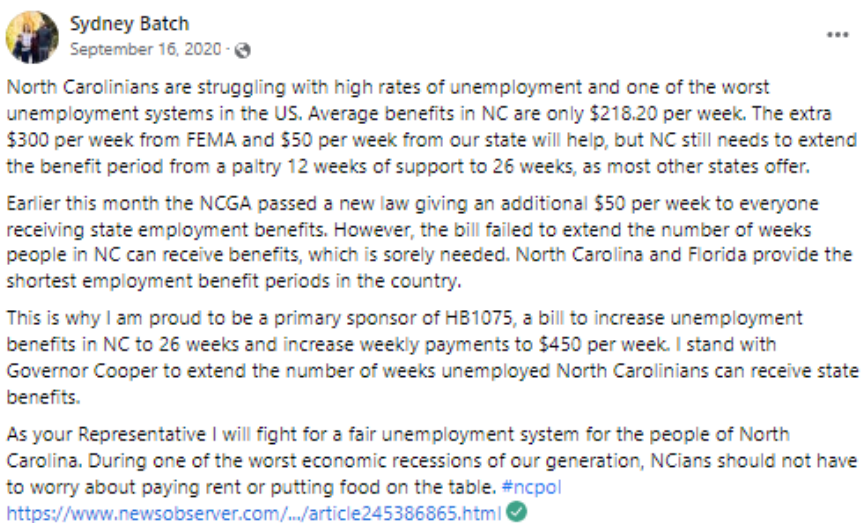 Sydney Batch
September 16, 2020 ·
North Carolinians are struggling with high rates of unemployment and one of the worst
unemployment systems in the US. Average benefits in NC are only $218.20 per week. The extra
$300 per week from FEMA and $50 per week from our state will help, but NC still needs to extend
the benefit period from a paltry 12 weeks of support to 26 weeks, as most other states offer.
Earlier this month the NCGA passed a new law giving an additional $50 per week to everyone
receiving state employment benefits. However, the bill failed to extend the number of weeks
people in NC can receive benefits, which is sorely needed. North Carolina and Florida provide the
shortest employment benefit periods in the country.
This is why I am proud to be a primary sponsor of HB1075, a bill to increase unemployment
benefits in NC to 26 weeks and increase weekly payments to $450 per week. I stand with
Governor Cooper to extend the number of weeks unemployed North Carolinians can receive state
benefits.
As your Representative I will fight for a fair unemployment system for the people of North
Carolina. During one of the worst economic recessions of our generation, NCians should not have
to worry about paying rent or putting food on the table. #ncpol
https://www.newsobserver.com/.../article245386865.html